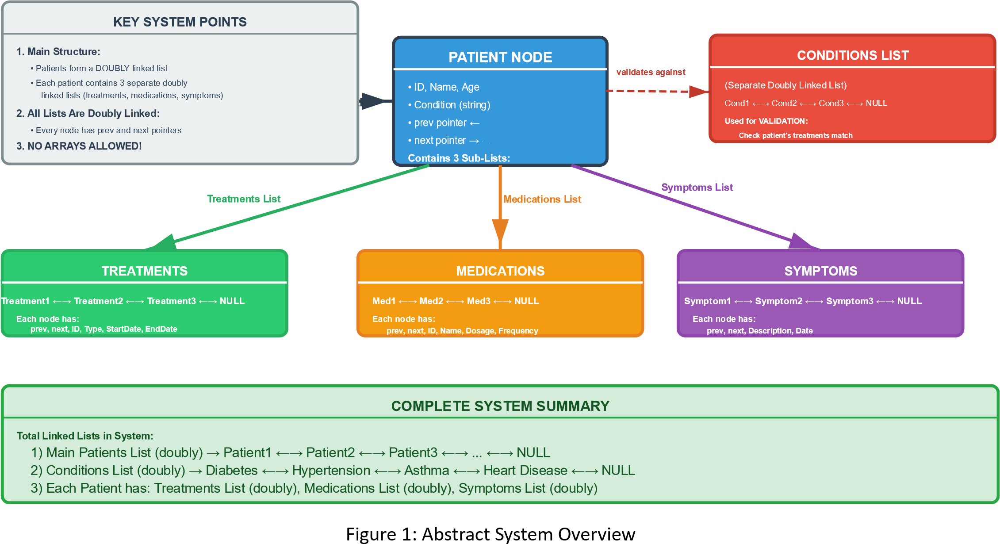 KEY SYSTEM POINTS
1. Main Structure:
• Patients form a DOUBLY linked list
• Each patient contains 3 separate doubly
linked lists (treatments, medications, symptoms)
2. All Lists Are Doubly Linked:
• Every node has prev and next pointers
3. NO ARRAYS ALLOWED!
PATIENT NODE
• ID, Name, Age
• Condition (string)
• prev pointer ←
• next pointer →
Contains 3 Sub-Lists:
validates against
CONDITIONS LIST
(Separate Doubly Linked List)
Cond1 ←→ Cond2 ←→ Cond3 ←→ NULL
Used for VALIDATION:
Check patient's treatments match
Treatments List
Medications List
Symptoms List
TREATMENTS
Treatment1 ←→ Treatment2 ←→ Treatment3 ←→ NULL
Each node has:
prev, next, ID, Type, StartDate, EndDate
MEDICATIONS
Med1 ←→ Med2 ←→ Med3 ←→ NULL
Each node has:
prev, next, ID, Name, Dosage, Frequency
SYMPTOMS
Symptom1 ←→ Symptom2 ←→ Symptom3 ←→ NULL
Each node has:
prev, next, Description, Date
COMPLETE SYSTEM SUMMARY
Total Linked Lists in System:
1) Main Patients List (doubly) → Patient1 ←→ Patient2 ←→ Patient3 ←→ ... ←→ NULL
2) Conditions List (doubly) → Diabetes ←→ Hypertension ←→ Asthma ←→ Heart Disease ←→ NULL
3) Each Patient has: Treatments List (doubly), Medications List (doubly), Symptoms List (doubly)
Figure 1: Abstract System Overview